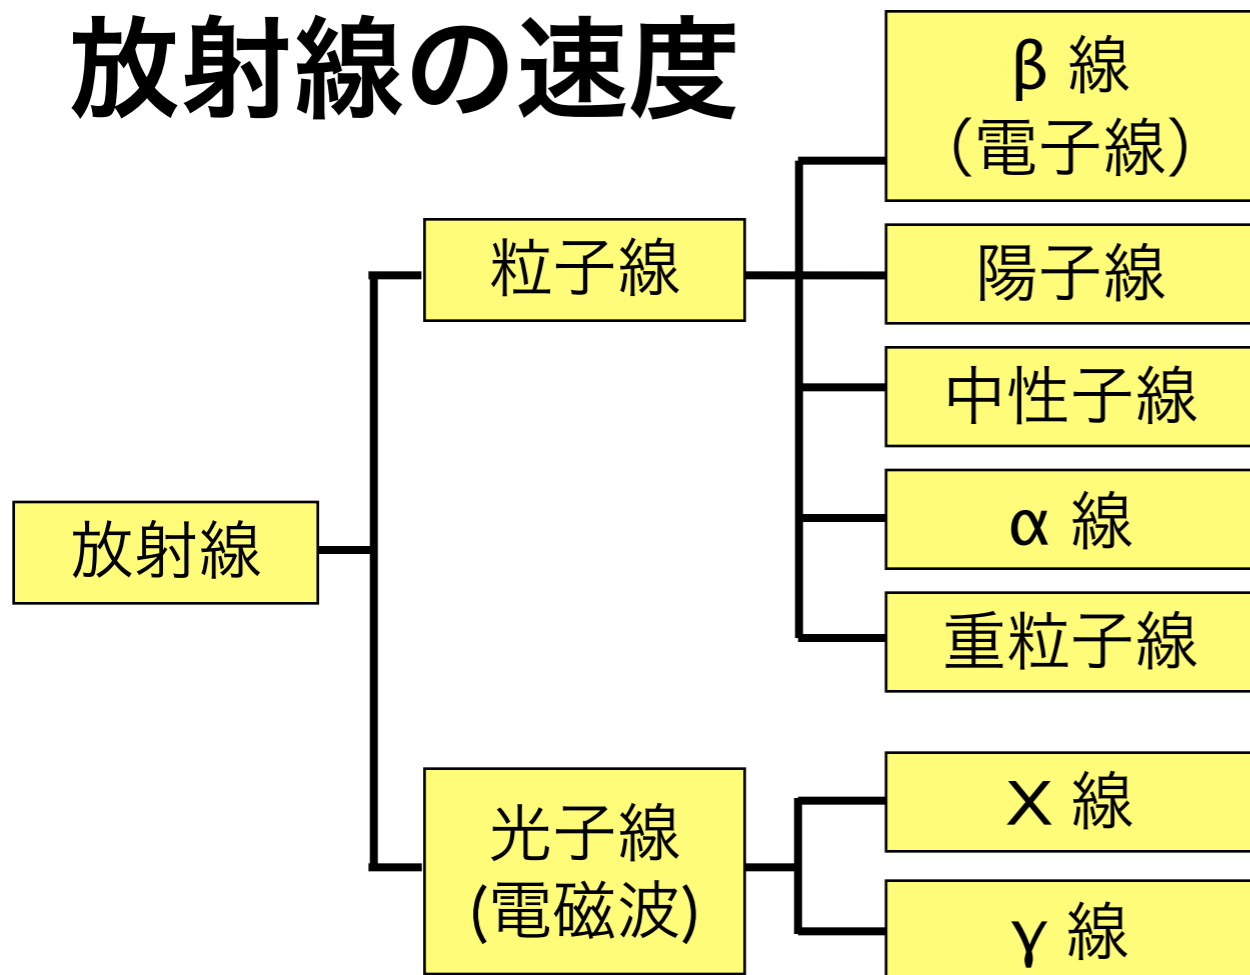 放射線の速度
放射線
粒子線
β 線
（電子線）
陽子線
中性子線
α 線
重粒子線
光子線
(電磁波)
X 線
γ 線